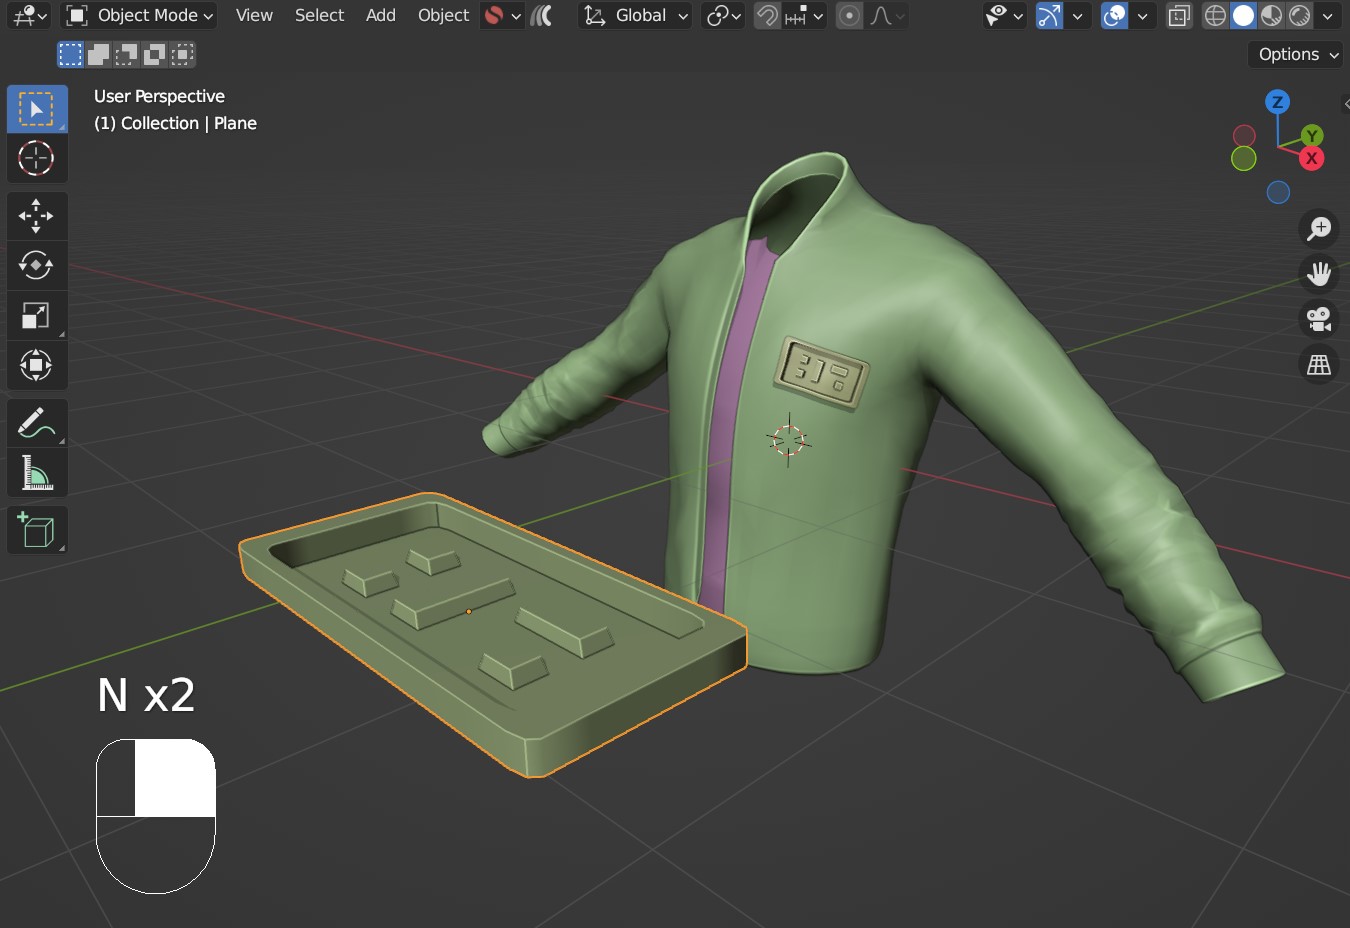 Object Mode View Select Add Object Global
Options
User Perspective
(1) Collection | Plane
Z
Y
X
N x2